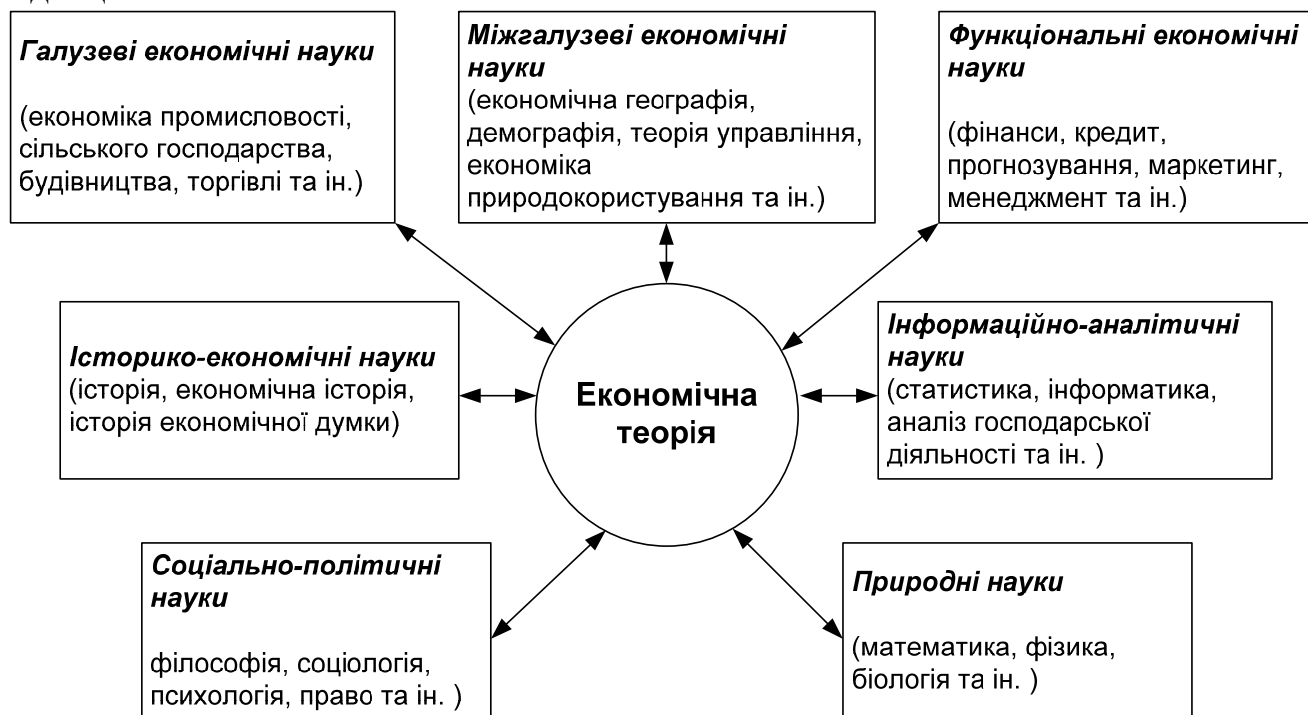 Галузеві економічні науки
(економіка промисловості,
сільського господарства,
будівництва, торгівлі та ін.)
Міжгалузеві економічні
науки
(економічна географія,
демографія, теорія управління,
економіка
природокористування та ін.)
Функціональні економічні
науки
(фінанси, кредит,
прогнозування, маркетинг,
менеджмент та ін.)
Історико-економічні науки
(історія, економічна історія,
історія економічної думки)
Економічна
теорія
Інформаційно-аналітичні
науки
(статистика, інформатика,
аналіз господарської
діяльності та ін. )
Соціально-політичні
науки
філософія, соціологія,
психологія, право та ін. )
Природні науки
(математика, фізика,
біологія та ін. )